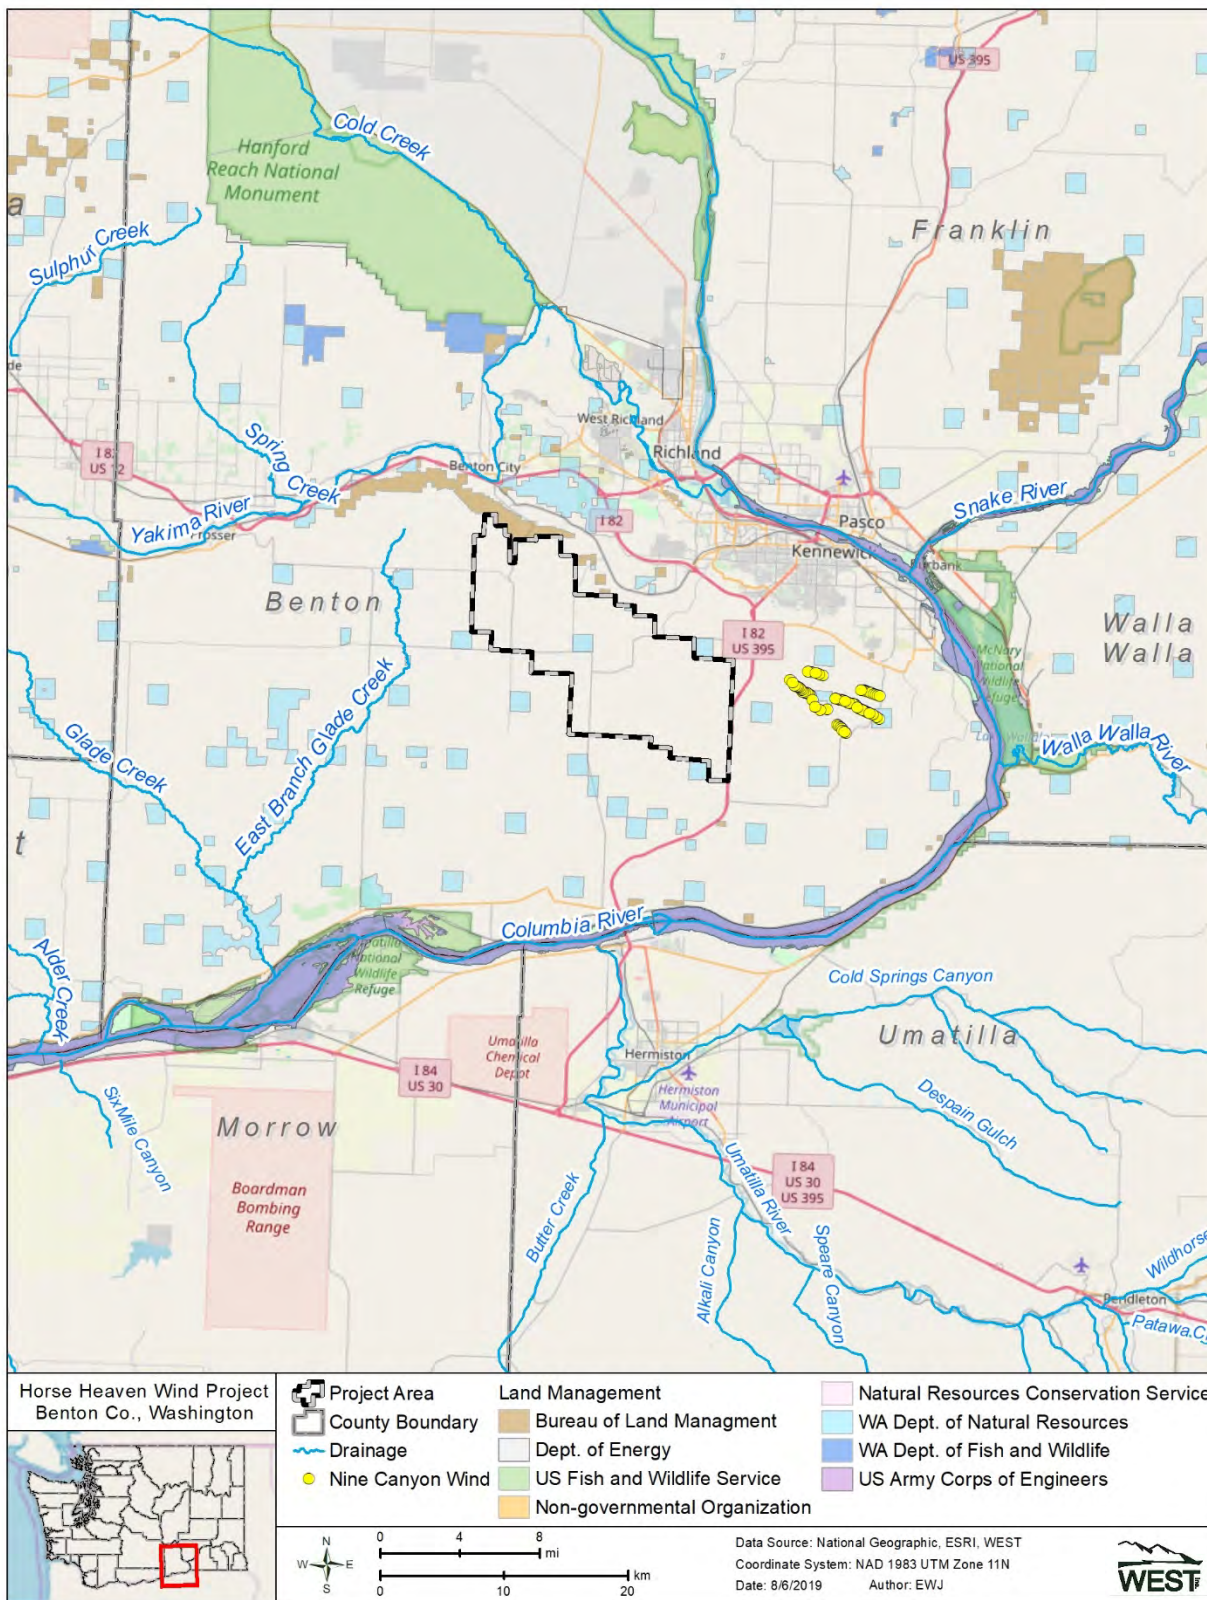 US 395
Cold Creek
Hanford
Reach National
Monument
a
Franklin
Sulphur Creek
de
West Richland
Richland
I 82
US 12
Spring Creek
Benton City
Snake River
Yakima River
Prosser
I 82
Pasco
Kennewick
Burbank
Benton
Walla
Walla
I 82
US 395
McNary
National
Wildlife
Refuge
Glade Creek
East Branch Glade Creek
Walla Walla River
t
Columbia River
Alder Creek
Umatilla
National
Wildlife
Refuge
Cold Springs Canyon
Umatilla
Umatilla
Chemical
Depot
Hermiston
I 84
US 30
Hermiston
Municipal
Airport
Despain Gulch
Six Mile Canyon
Morrow
Boardman
Bombing
Range
Umatilla River
I 84
US 30
US 395
Butter Creek
Alkali Canyon
Speare Canyon
Wildhorse
Pendleton
Patawa C
Horse Heaven Wind Project
Benton Co., Washington
Project Area
County Boundary
Drainage
Nine Canyon Wind
Land Management
Bureau of Land Managment
Dept. of Energy
US Fish and Wildlife Service
Non-governmental Organization
Natural Resources Conservation Service
WA Dept. of Natural Resources
WA Dept. of Fish and Wildlife
US Army Corps of Engineers
N
W E
S
0 4 8
mi
km
0 10 20
Data Source: National Geographic, ESRI, WEST
Coordinate System: NAD 1983 UTM Zone 11N
Date: 8/6/2019 Author: EWJ
WEST